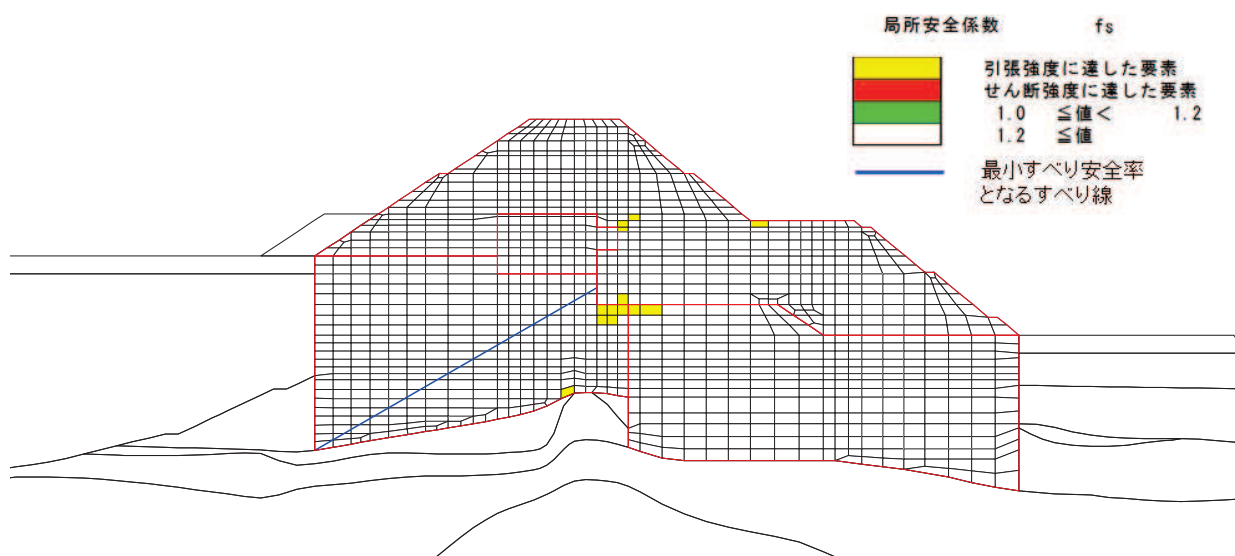 局所安全係数 fs
引張強度に達した要素
せん断強度に達した要素
1.0 ≦値< 1.2
1.2 ≦値
最小すべり安全率
となるすべり線